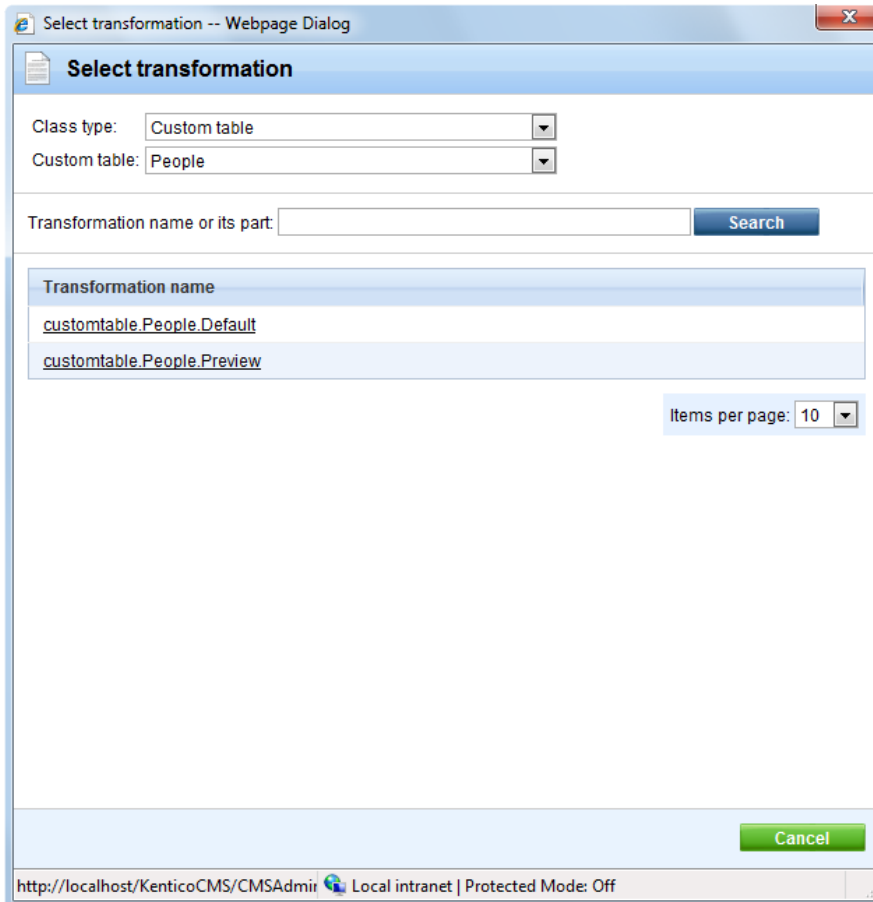 Select transformation -- Webpage Dialog
Select transformation
Class type: Custom table
Custom table: People
Transformation name or its part: Search
Transformation name
customtable.People.Default
customtable.People.Preview
Items per page: 10
Cancel
http://localhost/KenticoCMS/CMSAdmir Local intranet | Protected Mode: Off